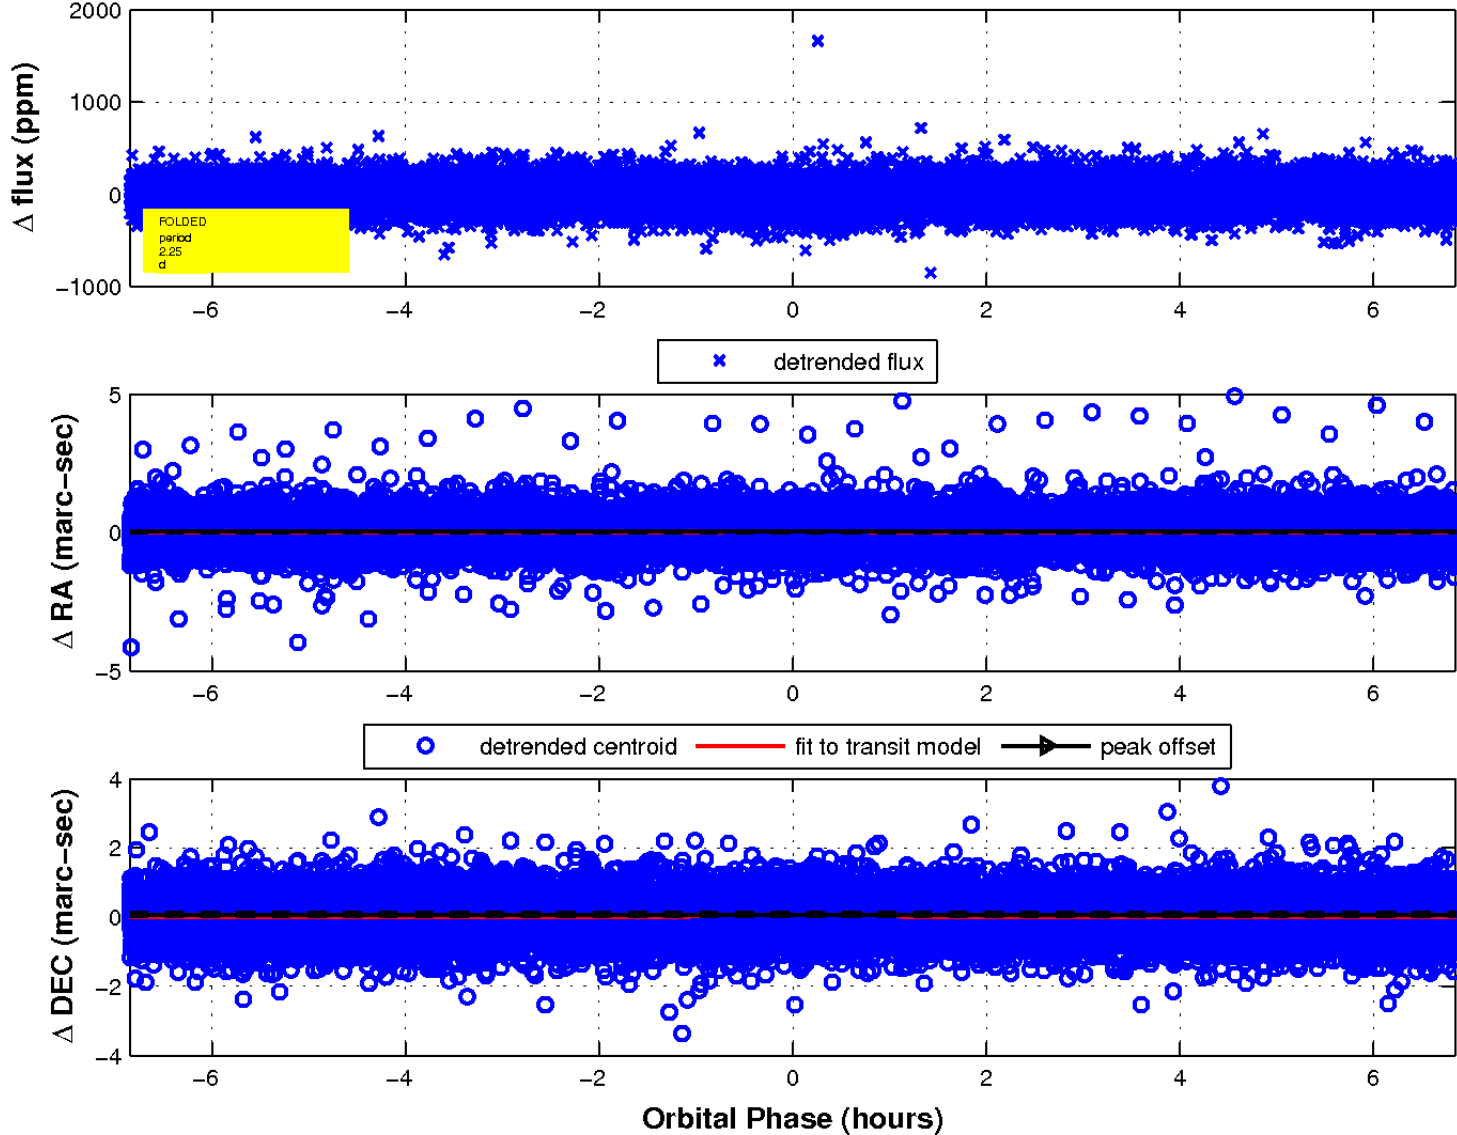 2000
1000
0
−1000
Δ flux (ppm)
FOLDED
period
2.25
d
−6 −4 −2 0 2 4 6
detrended flux
5
0
−5
Δ RA (marc−sec)
−6 −4 −2 0 2 4 6
detrended centroid fit to transit model peak offset
4
2
0
−2
−4
Δ DEC (marc−sec)
−6 −4 −2 0 2 4 6
Orbital Phase (hours)